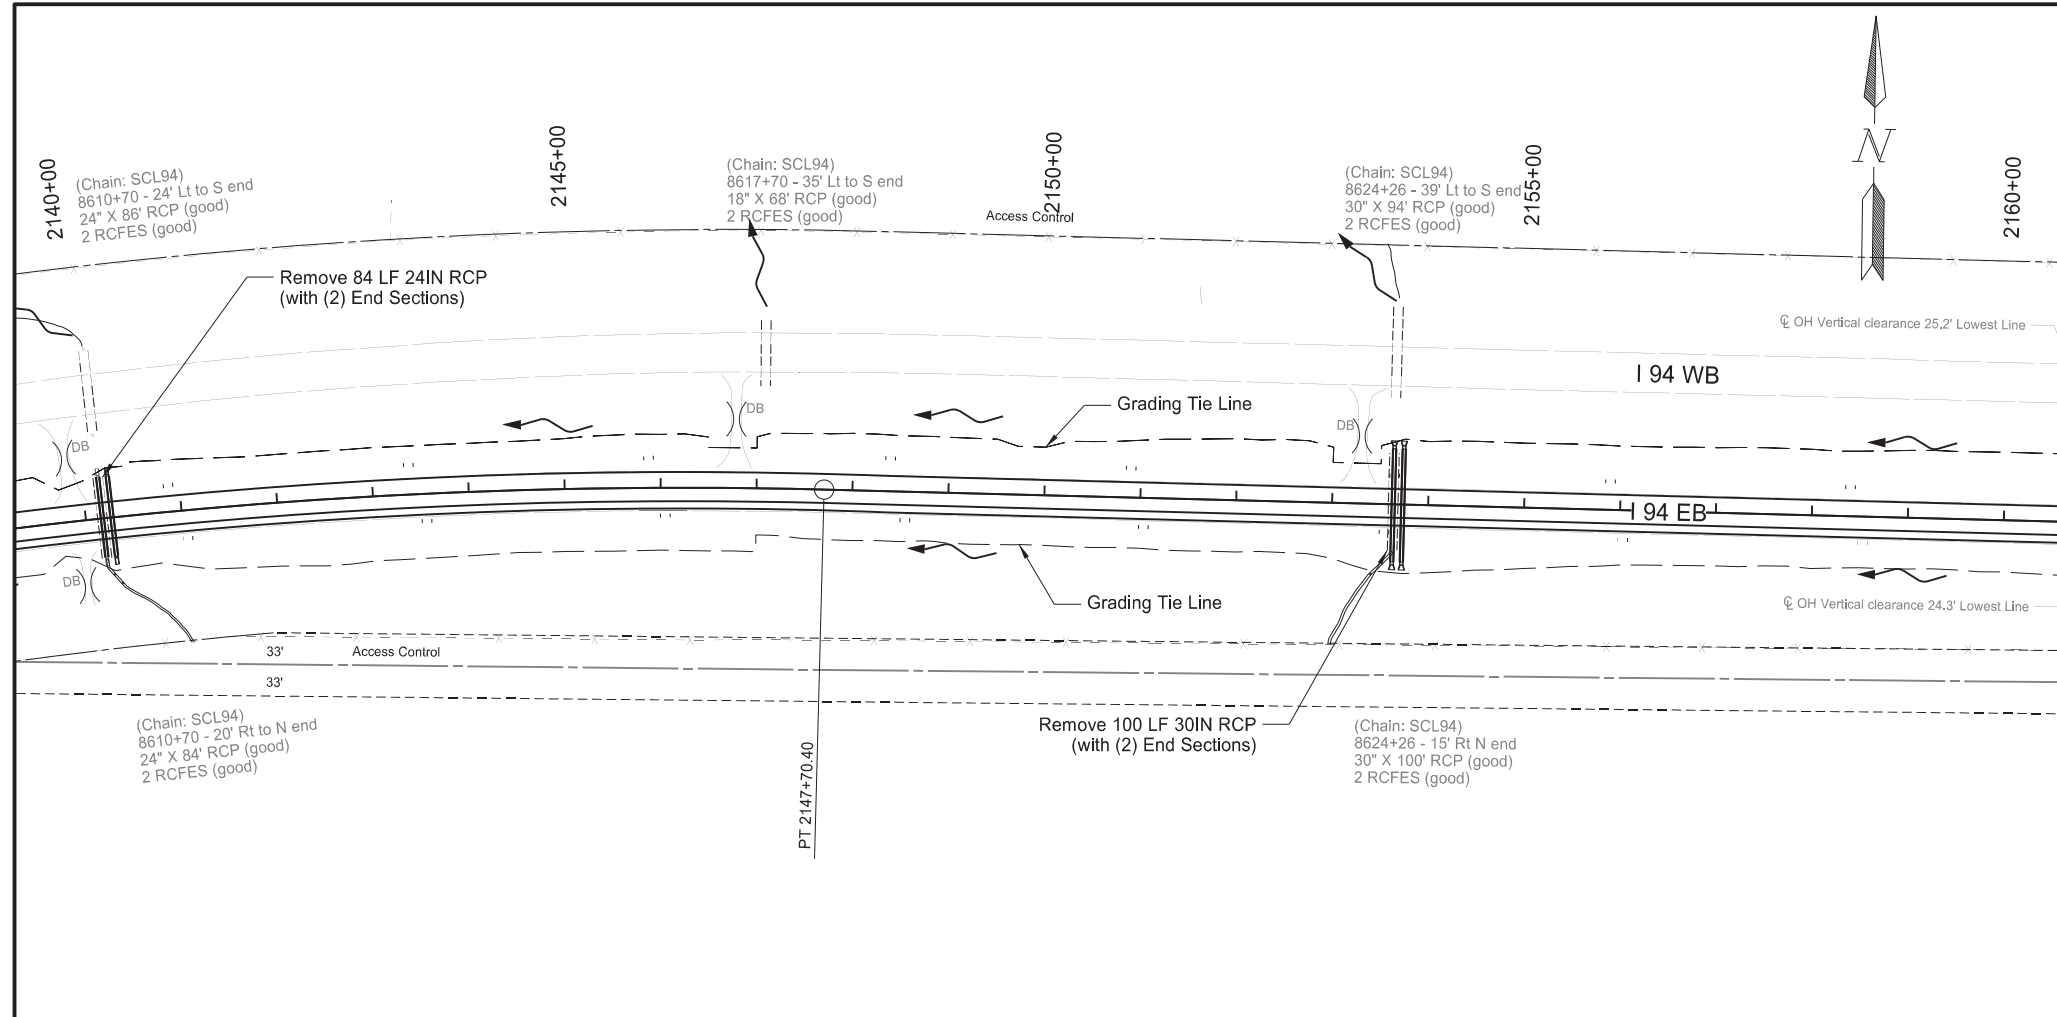 2140+00
(Chain: SCL94)
8610+70 - 24' Lt to S end
24" X 86' RCP (good)
2 RCFES (good)
2145+00
(Chain: SCL94)
8617+70 - 35' Lt to S end
18" X 68' RCP (good)
2 RCFES (good)
Access Control
2150+00
(Chain: SCL94)
8624+26 - 39' Lt to S end
30" X 94' RCP (good)
2 RCFES (good)
2155+00
N
2160+00
Remove 84 LF 24IN RCP
(with (2) End Sections)
℄ OH Vertical clearance 25.2' Lowest Line
I 94 WB
Grading Tie Line
DB
DB
DB
I 94 EB
DB
Grading Tie Line
℄ OH Vertical clearance 24.3' Lowest Line
33'
Access Control
33'
(Chain: SCL94)
8610+70 - 20' Rt to N end
24" X 84' RCP (good)
2 RCFES (good)
PT 2147+70.40
Remove 100 LF 30IN RCP
(with (2) End Sections)
(Chain: SCL94)
8624+26 - 15' Rt N end
30" X 100' RCP (good)
2 RCFES (good)